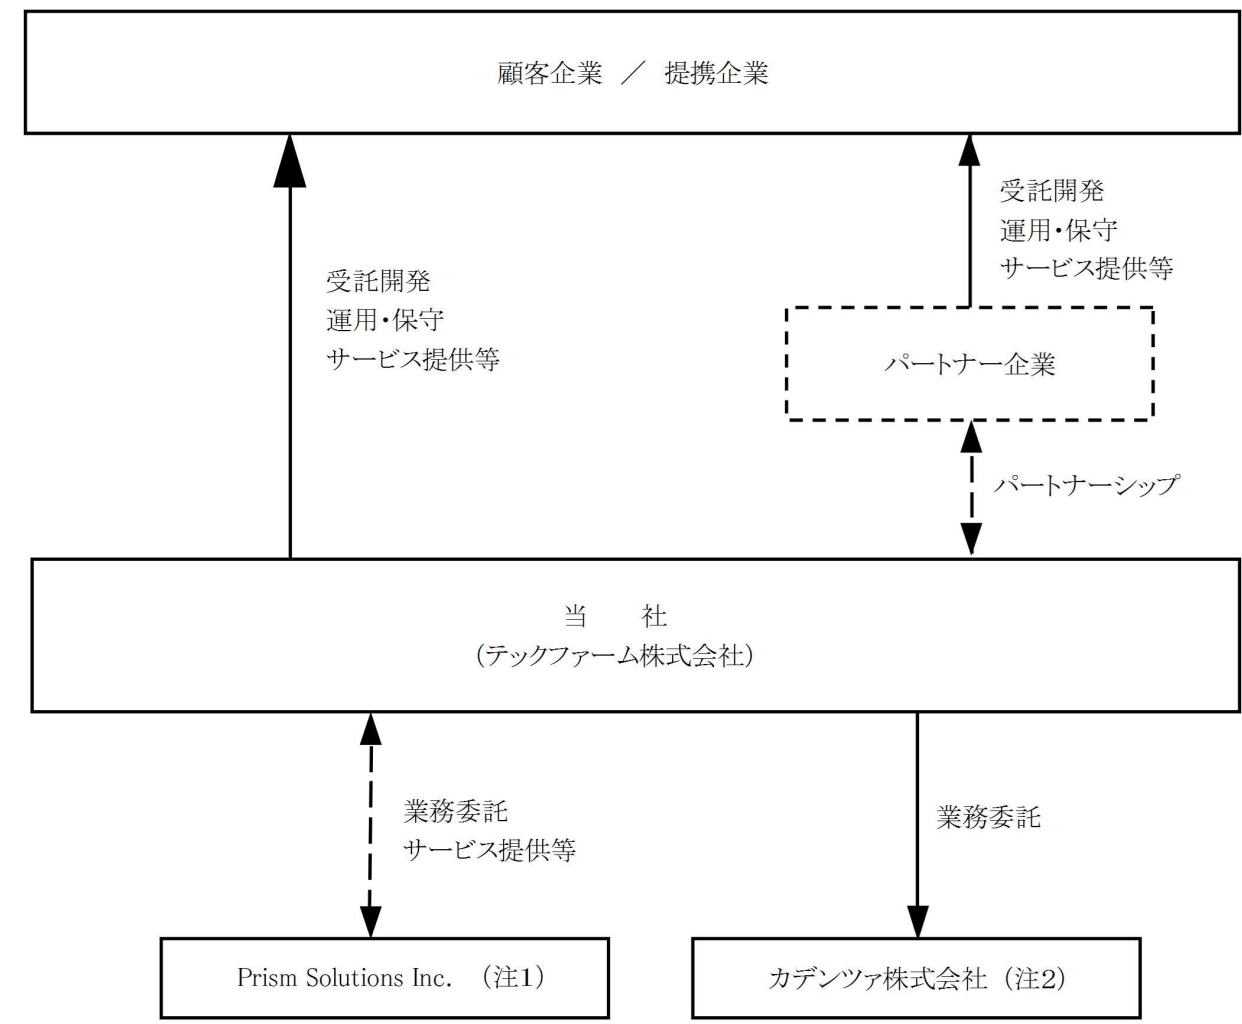 顧客企業 ／ 提携企業
受託開発
運用・保守
サービス提供等
受託開発
運用・保守
サービス提供等
パートナー企業
パートナーシップ
当 社
（テックファーム株式会社）
業務委託
サービス提供等
業務委託
Prism Solutions Inc. （注１）
カデンツァ株式会社（注２）